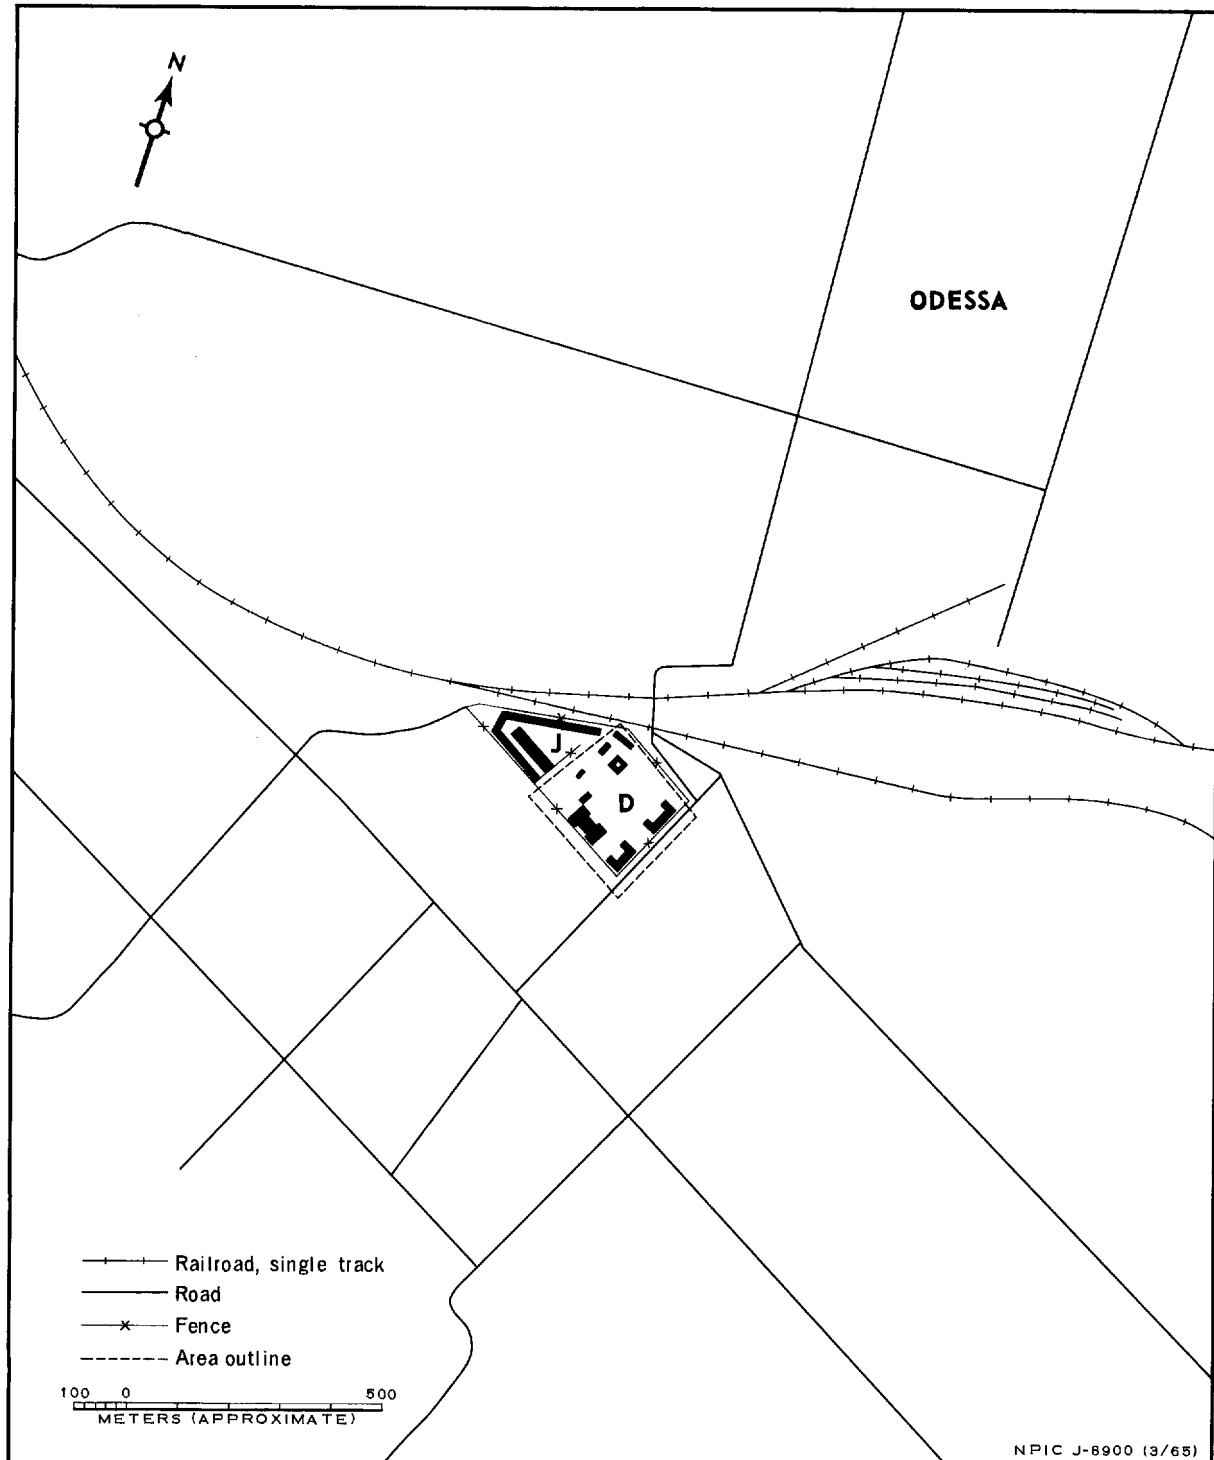 N
ODESSA
J
D
Railroad, single track
Road
Fence
Area outline
100 0 500
METERS (APPROXIMATE)
NPIC J-8900 (3/65)